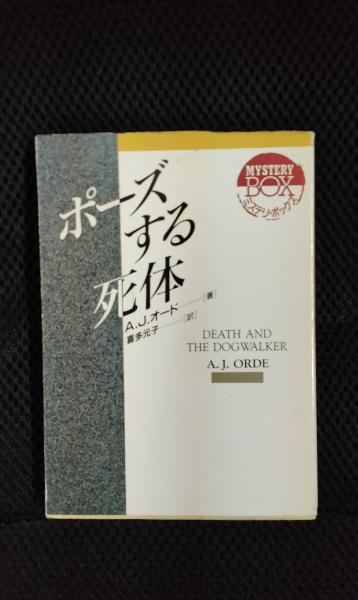 MYSTERY
BOX
ミステリ・ボックス
ポーズ
する
死体
A.J.オード―[著]
喜多元子―[訳]
DEATH AND
THE DOGWALKER
A. J. ORDE